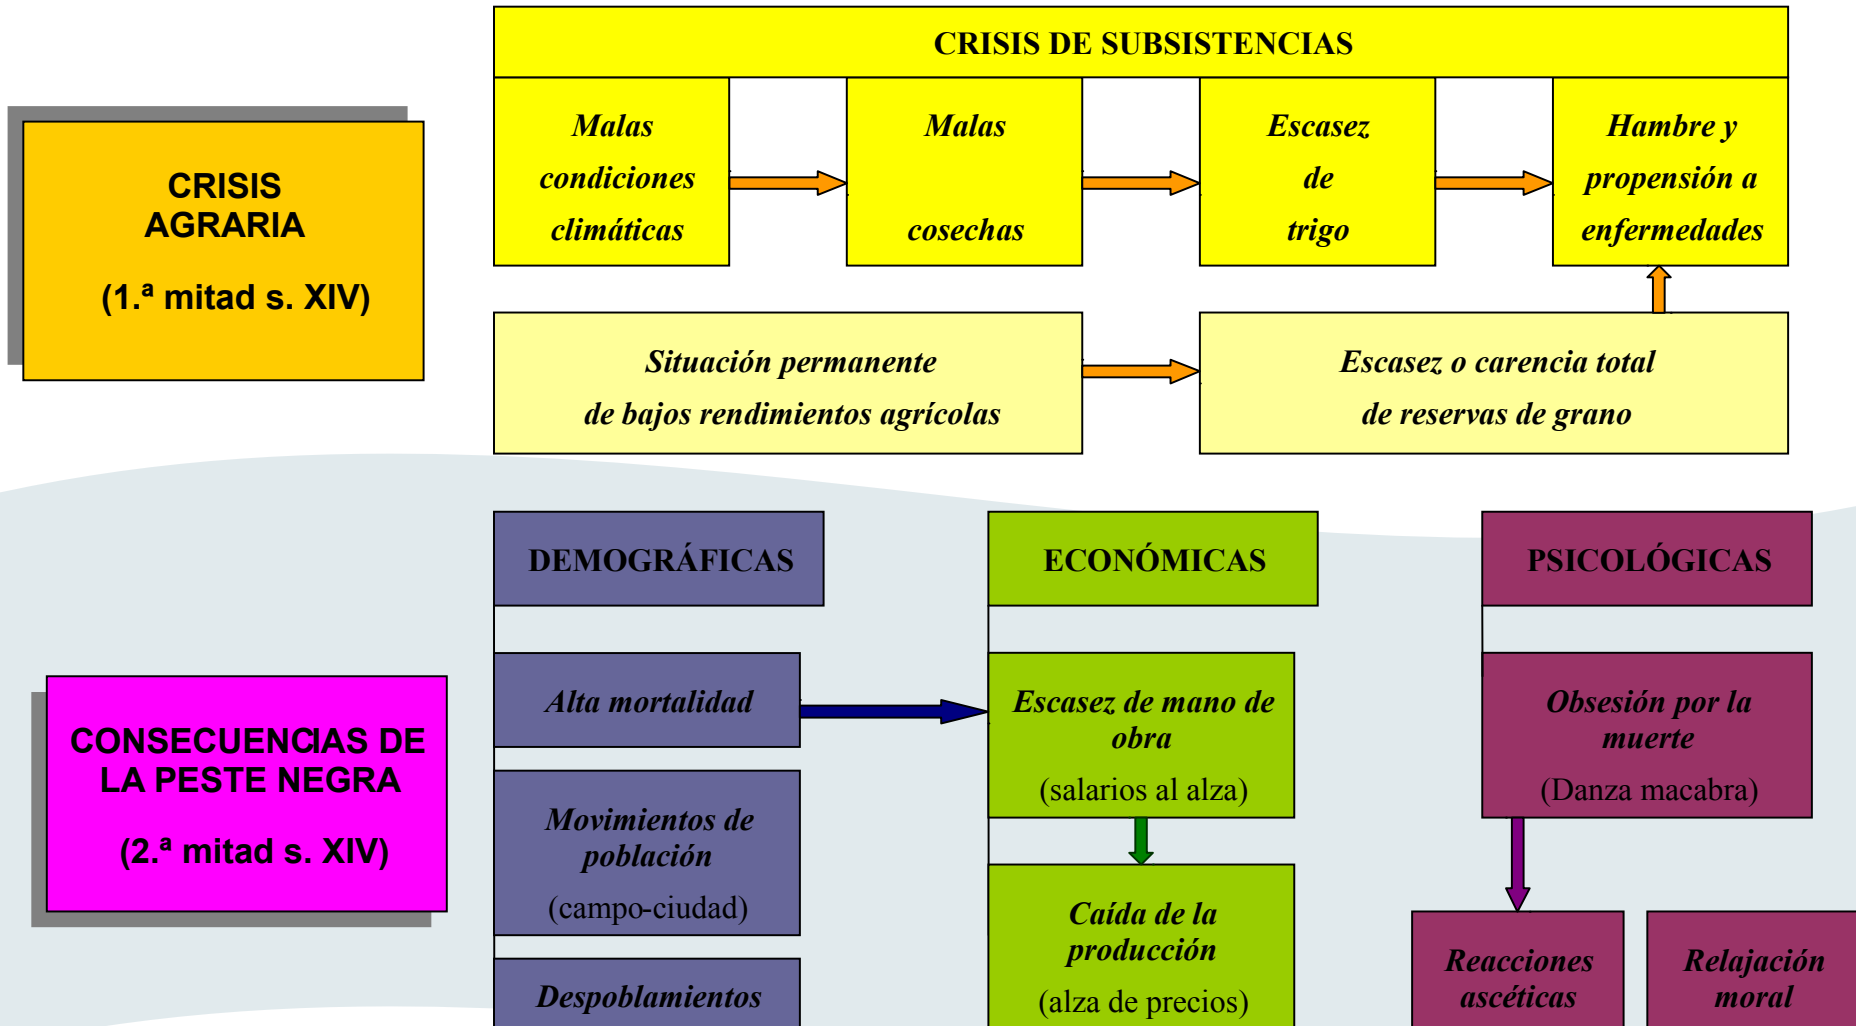 CRISIS DE SUBSISTENCIAS
CRISIS
AGRARIA
(1.ª mitad s. XIV)
Malas
condiciones
climáticas
Malas
cosechas
Escasez
de
trigo
Hambre y
propensión a
enfermedades
Situación permanente
de bajos rendimientos agrícolas
Escasez o carencia total
de reservas de grano
CONSECUENCIAS DE
LA PESTE NEGRA
(2.ª mitad s. XIV)
DEMOGRÁFICAS
Alta mortalidad
Movimientos de
población
(campo-ciudad)
Despoblamientos
ECONÓMICAS
Escasez de mano de
obra
(salarios al alza)
Caída de la
producción
(alza de precios)
PSICOLÓGICAS
Obsesión por la
muerte
(Danza macabra)
Reacciones
ascéticas
Relajación
moral